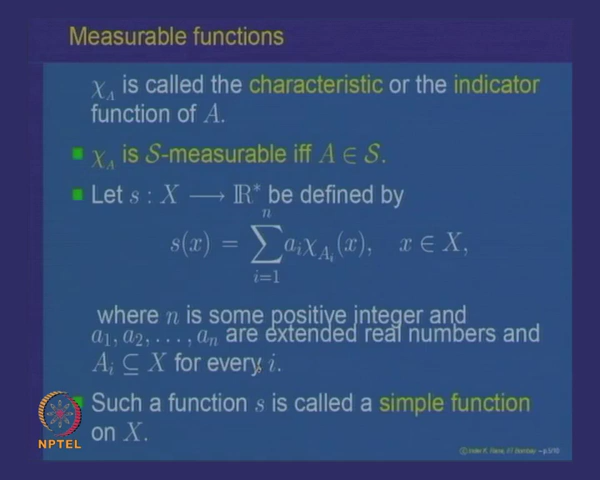 Measurable functions
χ_A is called the characteristic or the indicator
function of A.
χ_A is S-measurable iff A ∈ S.
Let s : X ⟶ ℝ* be defined by
s(x) = ∑_{i=1}^{n} a_i χ_{A_i}(x), x ∈ X,
where n is some positive integer and
a_1, a_2, . . . , a_n are extended real numbers and
A_i ⊆ X for every i.
Such a function s is called a simple function
on X.
NPTEL